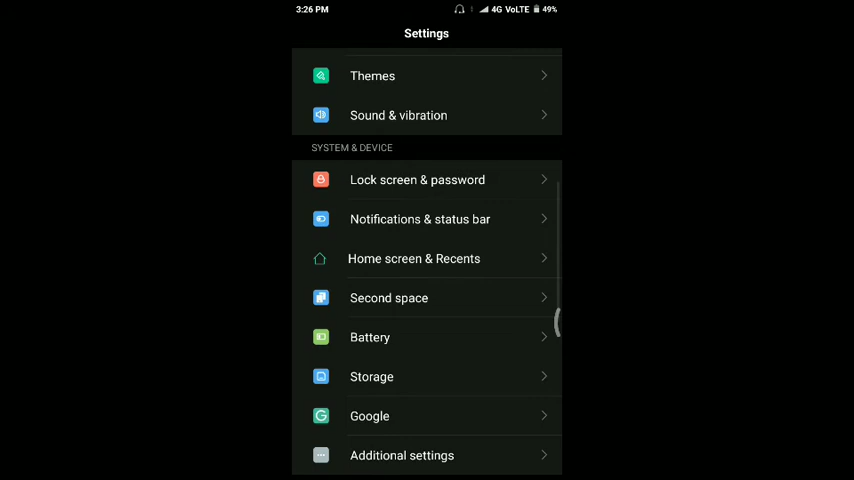 3:26 PM 4G VoLTE 49%
Settings
Themes
Sound & vibration
SYSTEM & DEVICE
Lock screen & password
Notifications & status bar
Home screen & Recents
Second space
Battery
Storage
Google
Additional settings